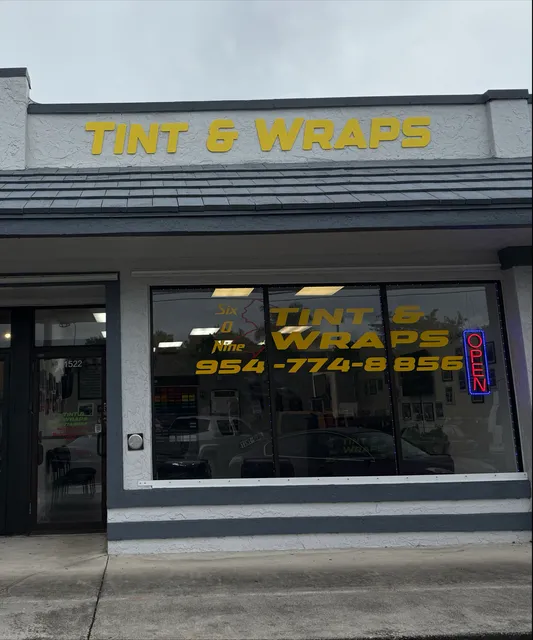 TINT & WRAPS
Six
O
Nine
TINT &
WRAPS
954-774-8856
OPEN
1522